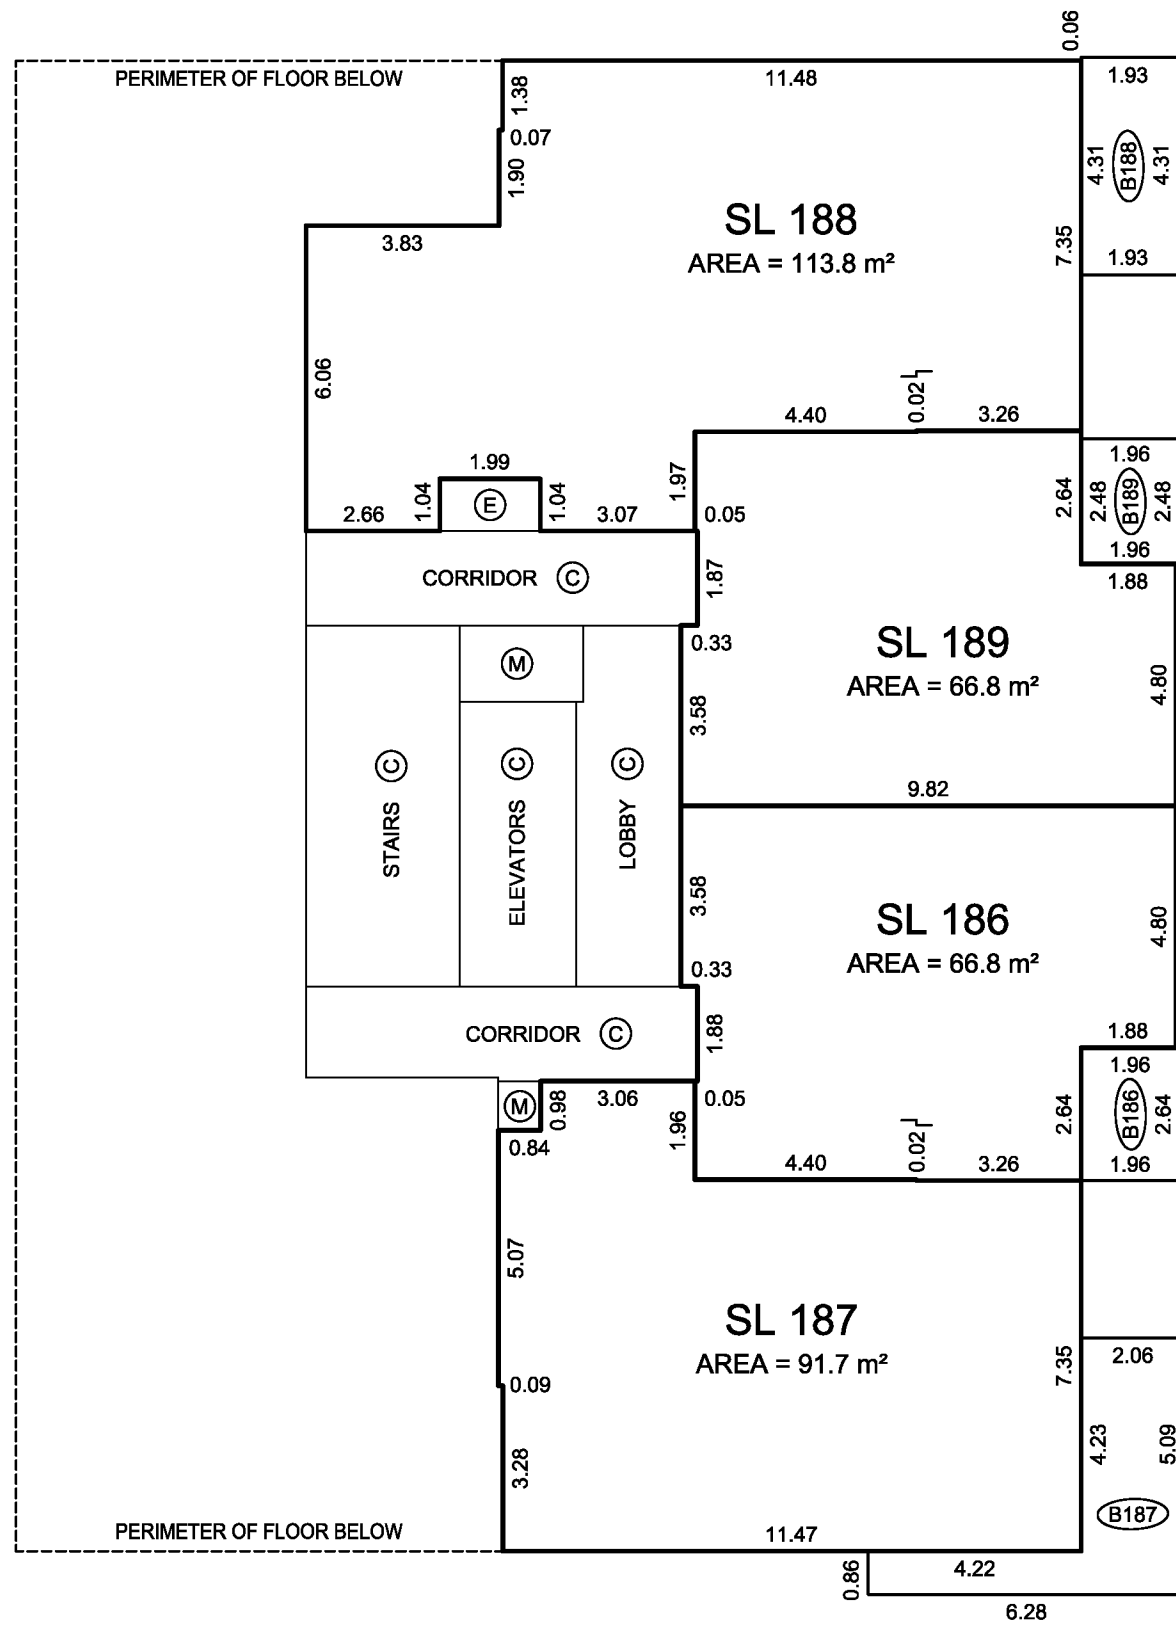 0.06
PERIMETER OF FLOOR BELOW
1.38
11.48
1.93
0.07
1.90
4.31
B188
4.31
SL 188
AREA = 113.8 m²
3.83
7.35
1.93
6.06
4.40
0.02
3.26
1.99
1.97
1.96
2.66
1.04
E
1.04
3.07
0.05
2.64
2.48
B189
2.48
1.96
CORRIDOR C
1.87
1.88
0.33
M
SL 189
AREA = 66.8 m²
4.80
3.58
STAIRS C
ELEVATORS C
LOBBY C
9.82
3.58
SL 186
AREA = 66.8 m²
4.80
0.33
CORRIDOR C
1.88
1.88
1.96
M
0.98
3.06
0.05
0.84
1.96
2.64
B186
2.64
4.40
0.02
3.26
1.96
5.07
SL 187
AREA = 91.7 m²
7.35
2.06
0.09
3.28
4.23
5.09
B187
PERIMETER OF FLOOR BELOW
11.47
0.86
4.22
6.28